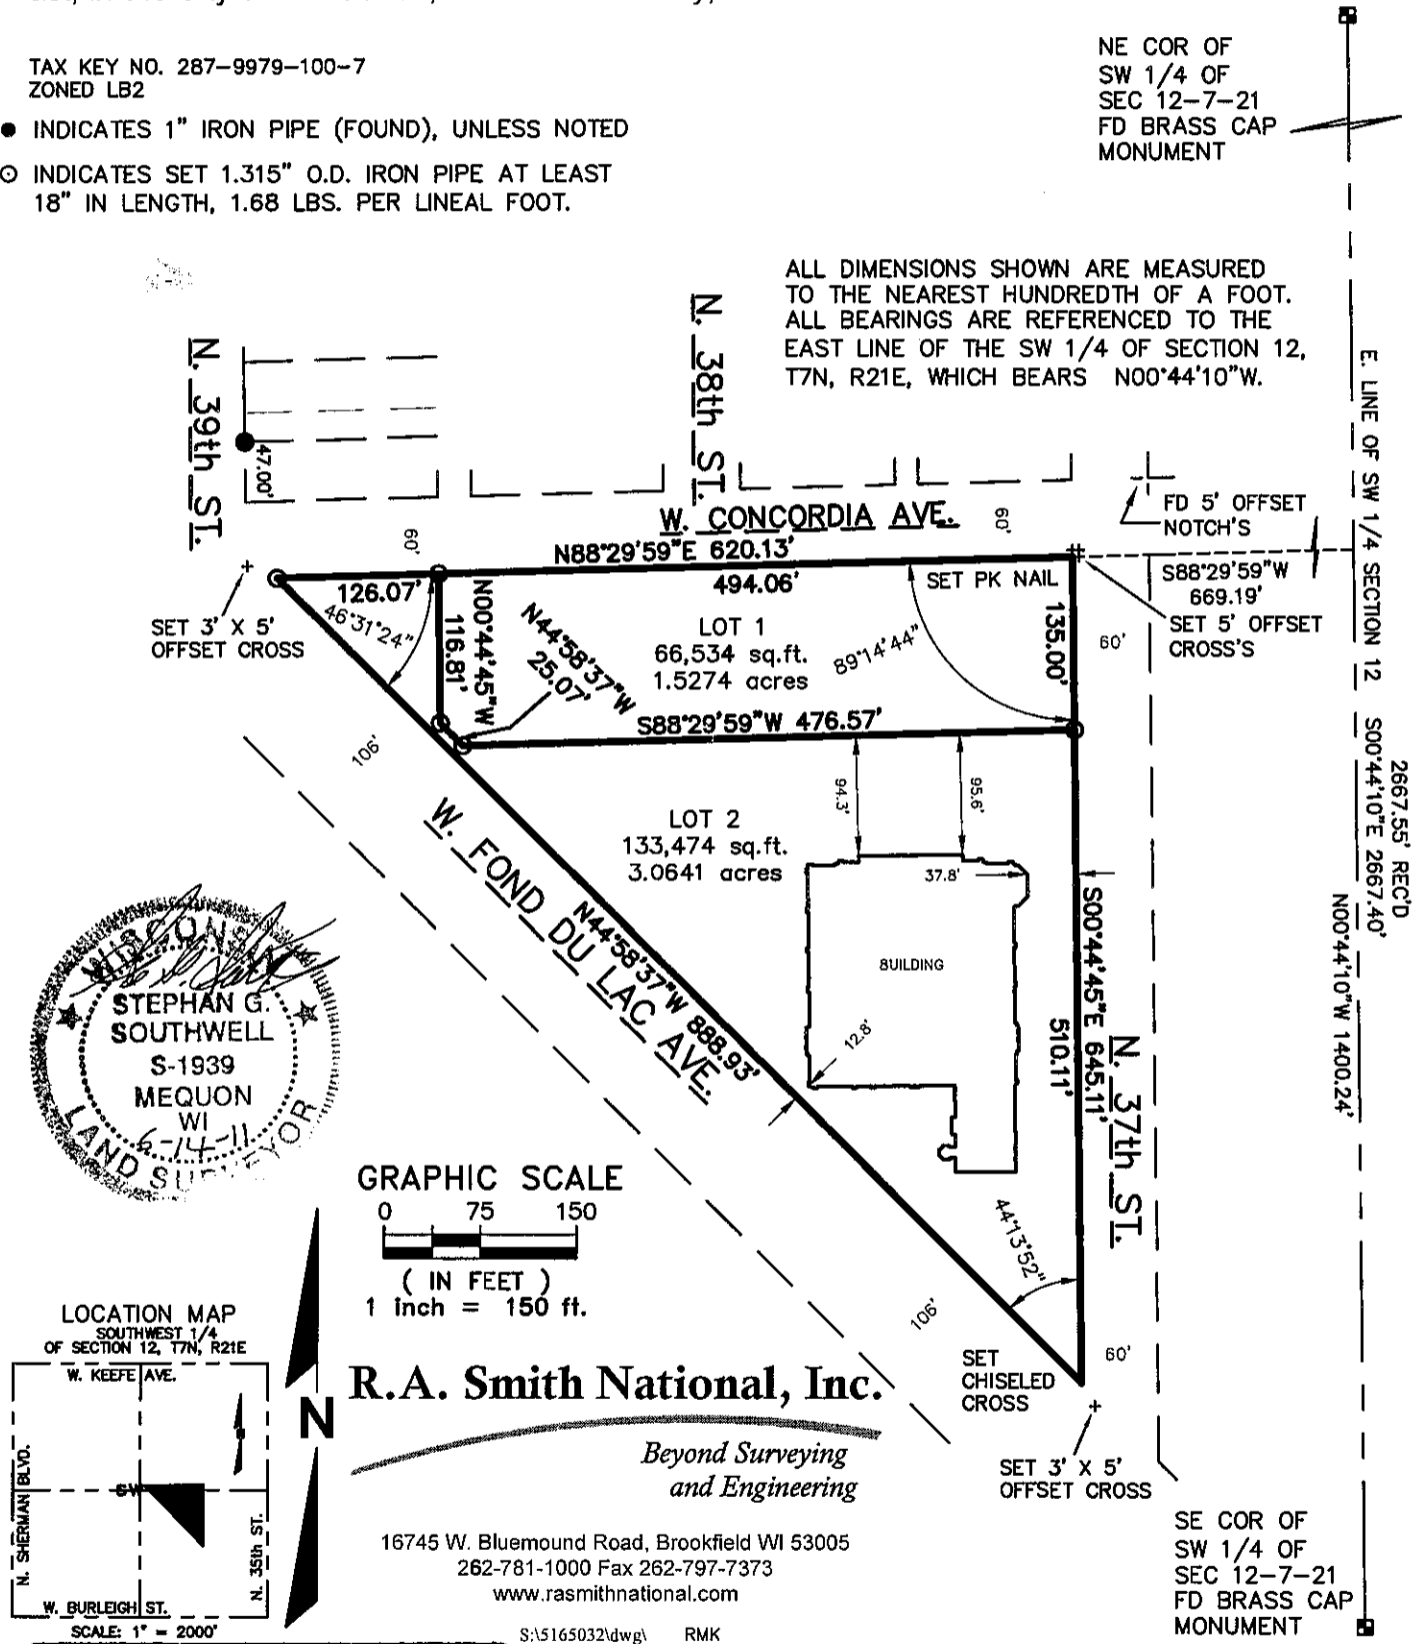 TAX KEY NO. 287-9979-100-7
ZONED LB2
● INDICATES 1" IRON PIPE (FOUND), UNLESS NOTED
⊙ INDICATES SET 1.315" O.D. IRON PIPE AT LEAST
18" IN LENGTH, 1.68 LBS. PER LINEAL FOOT.
NE COR OF
SW 1/4 OF
SEC 12-7-21
FD BRASS CAP
MONUMENT
ALL DIMENSIONS SHOWN ARE MEASURED
TO THE NEAREST HUNDREDTH OF A FOOT.
ALL BEARINGS ARE REFERENCED TO THE
EAST LINE OF THE SW 1/4 OF SECTION 12,
T7N, R21E, WHICH BEARS N00°44'10"W.
N. 39th ST.
47.00'
N. 38th ST.
W. CONCORDIA AVE.
60'
60'
FD 5' OFFSET
NOTCH'S
E. LINE OF SW 1/4 SECTION 12 S00°44'10"E 2667.40'
2667.55' REC'D
N00°44'10"W 1400.24'
N88°29'59"E 620.13'
126.07'
494.06'
SET PK NAIL
S88°29'59"W
669.19'
SET 5' OFFSET
CROSS'S
SET 3' X 5'
OFFSET CROSS
46°31'24"
116.81'
N00°44'45"W
N44°58'37"W
25.07'
LOT 1
66,534 sq.ft.
1.5274 acres
89°14'44"
135.00'
60'
S88°29'59"W 476.57'
106'
94.3'
95.6'
LOT 2
133,474 sq.ft.
3.0641 acres
37.8'
BUILDING
12.8'
W. FOND DU LAC AVE.
N44°58'37"W 888.93'
S00°44'45"E 645.11'
510.11'
N. 37th ST.
44°13'52"
106'
60'
SET
CHISELED
CROSS
SET 3' X 5'
OFFSET CROSS
WISCONSIN
STEPHAN G.
SOUTHWELL
S-1939
MEQUON
WI
6-14-11
LAND SURVEYOR
GRAPHIC SCALE
0 75 150
( IN FEET )
1 inch = 150 ft.
LOCATION MAP
SOUTHWEST 1/4
OF SECTION 12, T7N, R21E
W. KEEFE AVE.
N. SHERMAN BLVD.
SW
N. 35th ST.
W. BURLEIGH ST.
SCALE: 1" = 2000'
N
R.A. Smith National, Inc.
Beyond Surveying
and Engineering
16745 W. Bluemound Road, Brookfield WI 53005
262-781-1000 Fax 262-797-7373
www.rasmithnational.com
S:\5165032\dwg\ RMK
SE COR OF
SW 1/4 OF
SEC 12-7-21
FD BRASS CAP
MONUMENT